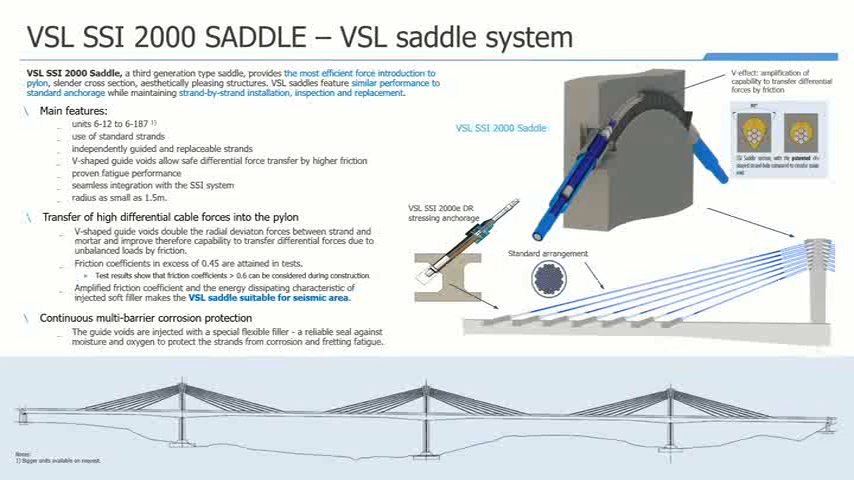 VSL SSI 2000 SADDLE – VSL saddle system
VSL SSI 2000 Saddle, a third generation type saddle, provides the most efficient force introduction to
pylon, slender cross section, aesthetically pleasing structures. VSL saddles feature similar performance to
standard anchorage while maintaining strand-by-strand installation, inspection and replacement.
\ Main features:
_ units 6-12 to 6-187 ¹⁾
_ use of standard strands
_ independently guided and replaceable strands
_ V-shaped guide voids allow safe differential force transfer by higher friction
_ proven fatigue performance
_ seamless integration with the SSI system
_ radius as small as 1.5m.
\ Transfer of high differential cable forces into the pylon
_ V-shaped guide voids double the radial deviaton forces between strand and
mortar and improve therefore capability to transfer differential forces due to
unbalanced loads by friction.
_ Friction coefficients in excess of 0.45 are attained in tests.
Test results show that friction coefficients > 0.6 can be considered during construction
_ Amplified friction coefficient and the energy dissipating characteristic of
injected soft filler makes the VSL saddle suitable for seismic area.
\ Continuous multi-barrier corrosion protection
_ The guide voids are injected with a special flexible filler - a reliable seal against
moisture and oxygen to protect the strands from corrosion and fretting fatigue.
VSL SSI 2000 Saddle
V-effect: amplification of
capability to transfer differential
forces by friction
SSI Saddle section, with the patented
VSL SSI 2000e DR
stressing anchorage
Standard arrangement
Notes:
1) Bigger units available on request.